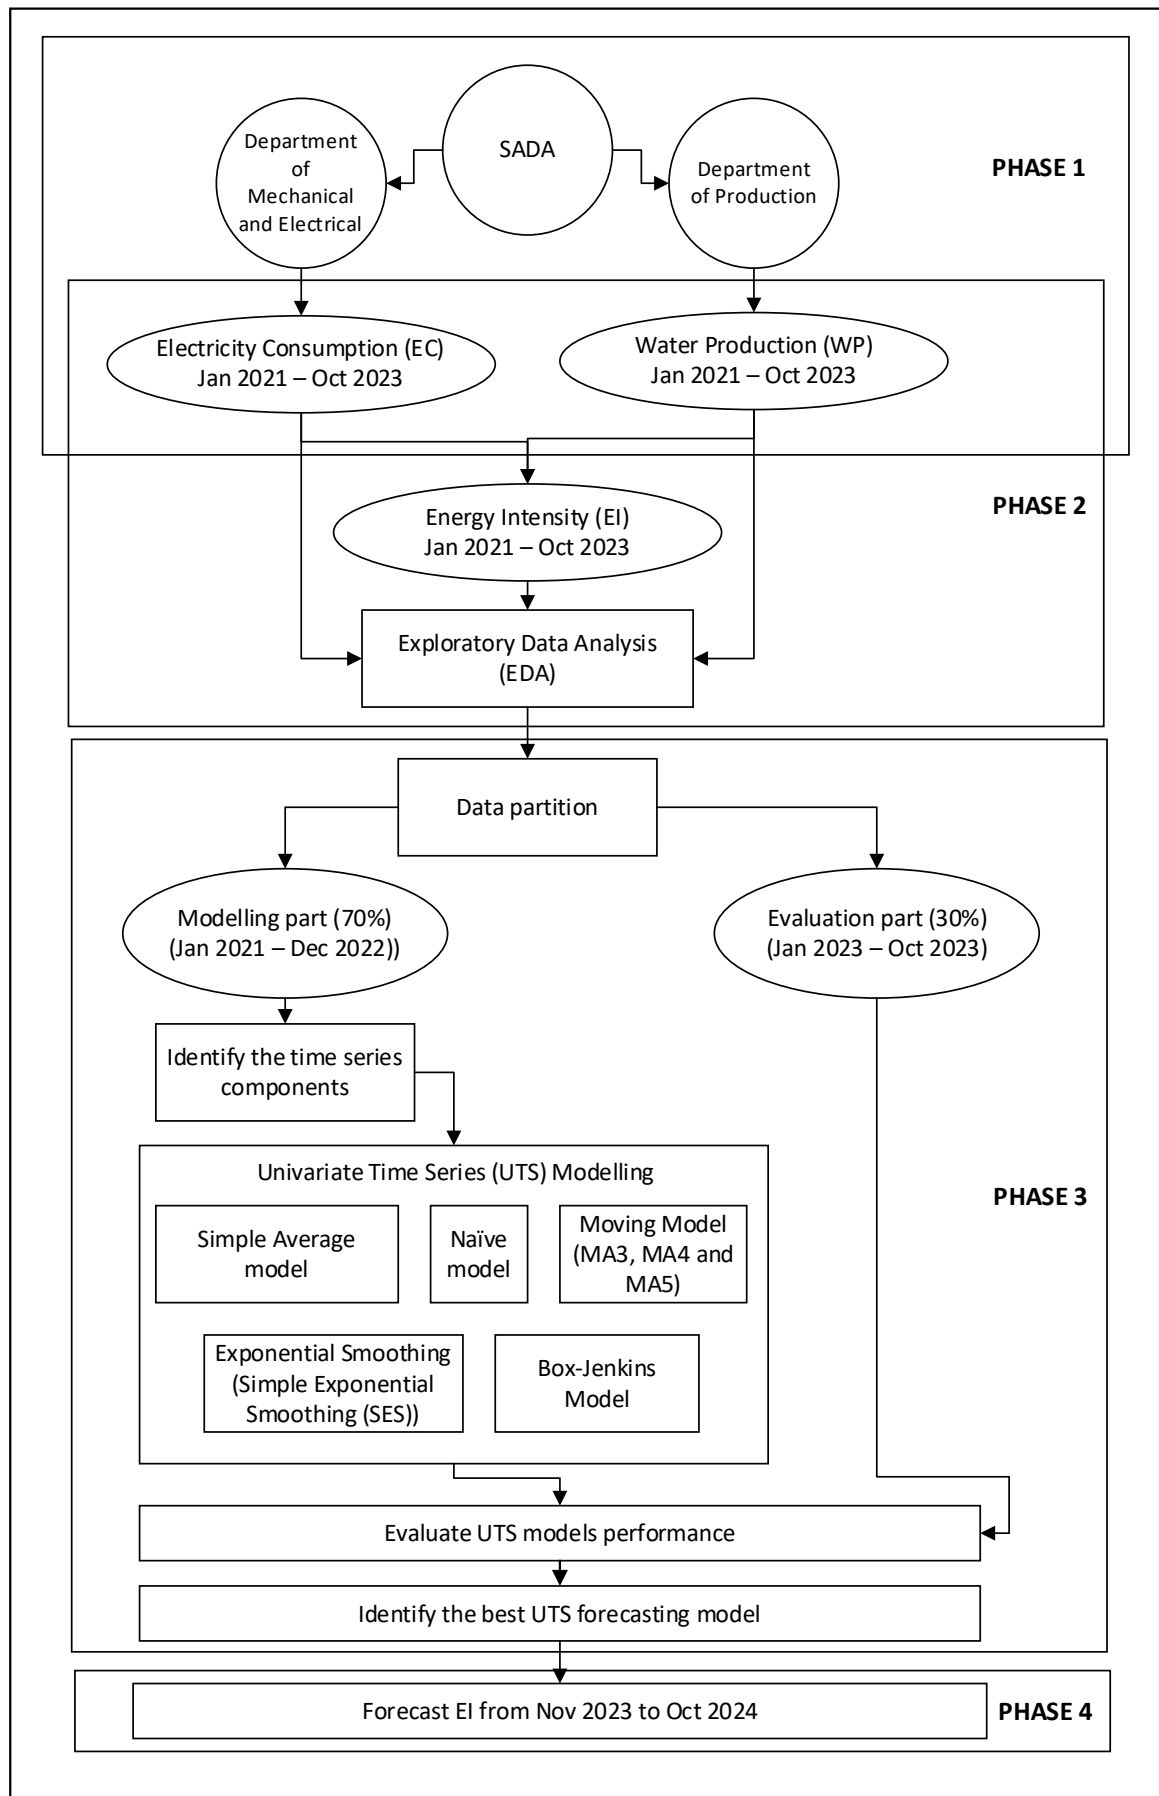 SADA
Department
of
Mechanical
and Electrical
Department
of Production
PHASE 1
Electricity Consumption (EC)
Jan 2021 – Oct 2023
Water Production (WP)
Jan 2021 – Oct 2023
Energy Intensity (EI)
Jan 2021 – Oct 2023
PHASE 2
Exploratory Data Analysis
(EDA)
Data partition
Modelling part (70%)
(Jan 2021 – Dec 2022))
Evaluation part (30%)
(Jan 2023 – Oct 2023)
Identify the time series
components
Univariate Time Series (UTS) Modelling
PHASE 3
Simple Average
model
Naïve
model
Moving Model
(MA3, MA4 and
MA5)
Exponential Smoothing
(Simple Exponential
Smoothing (SES))
Box-Jenkins
Model
Evaluate UTS models performance
Identify the best UTS forecasting model
Forecast EI from Nov 2023 to Oct 2024
PHASE 4